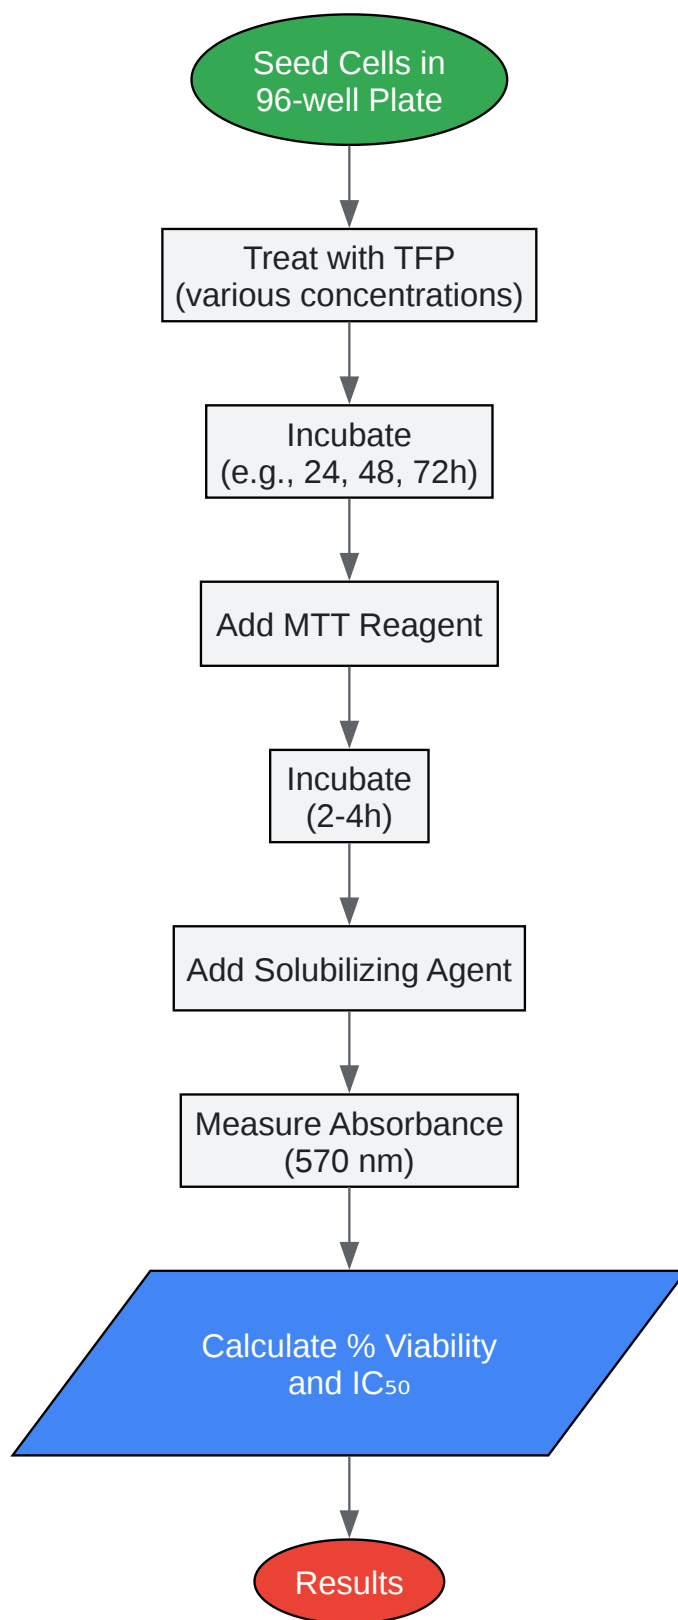 Seed Cells in
96-well Plate
Treat with TFP
(various concentrations)
Incubate
(e.g., 24, 48, 72h)
Add MTT Reagent
Incubate
(2-4h)
Add Solubilizing Agent
Measure Absorbance
(570 nm)
Calculate % Viability
and IC₅₀
Results